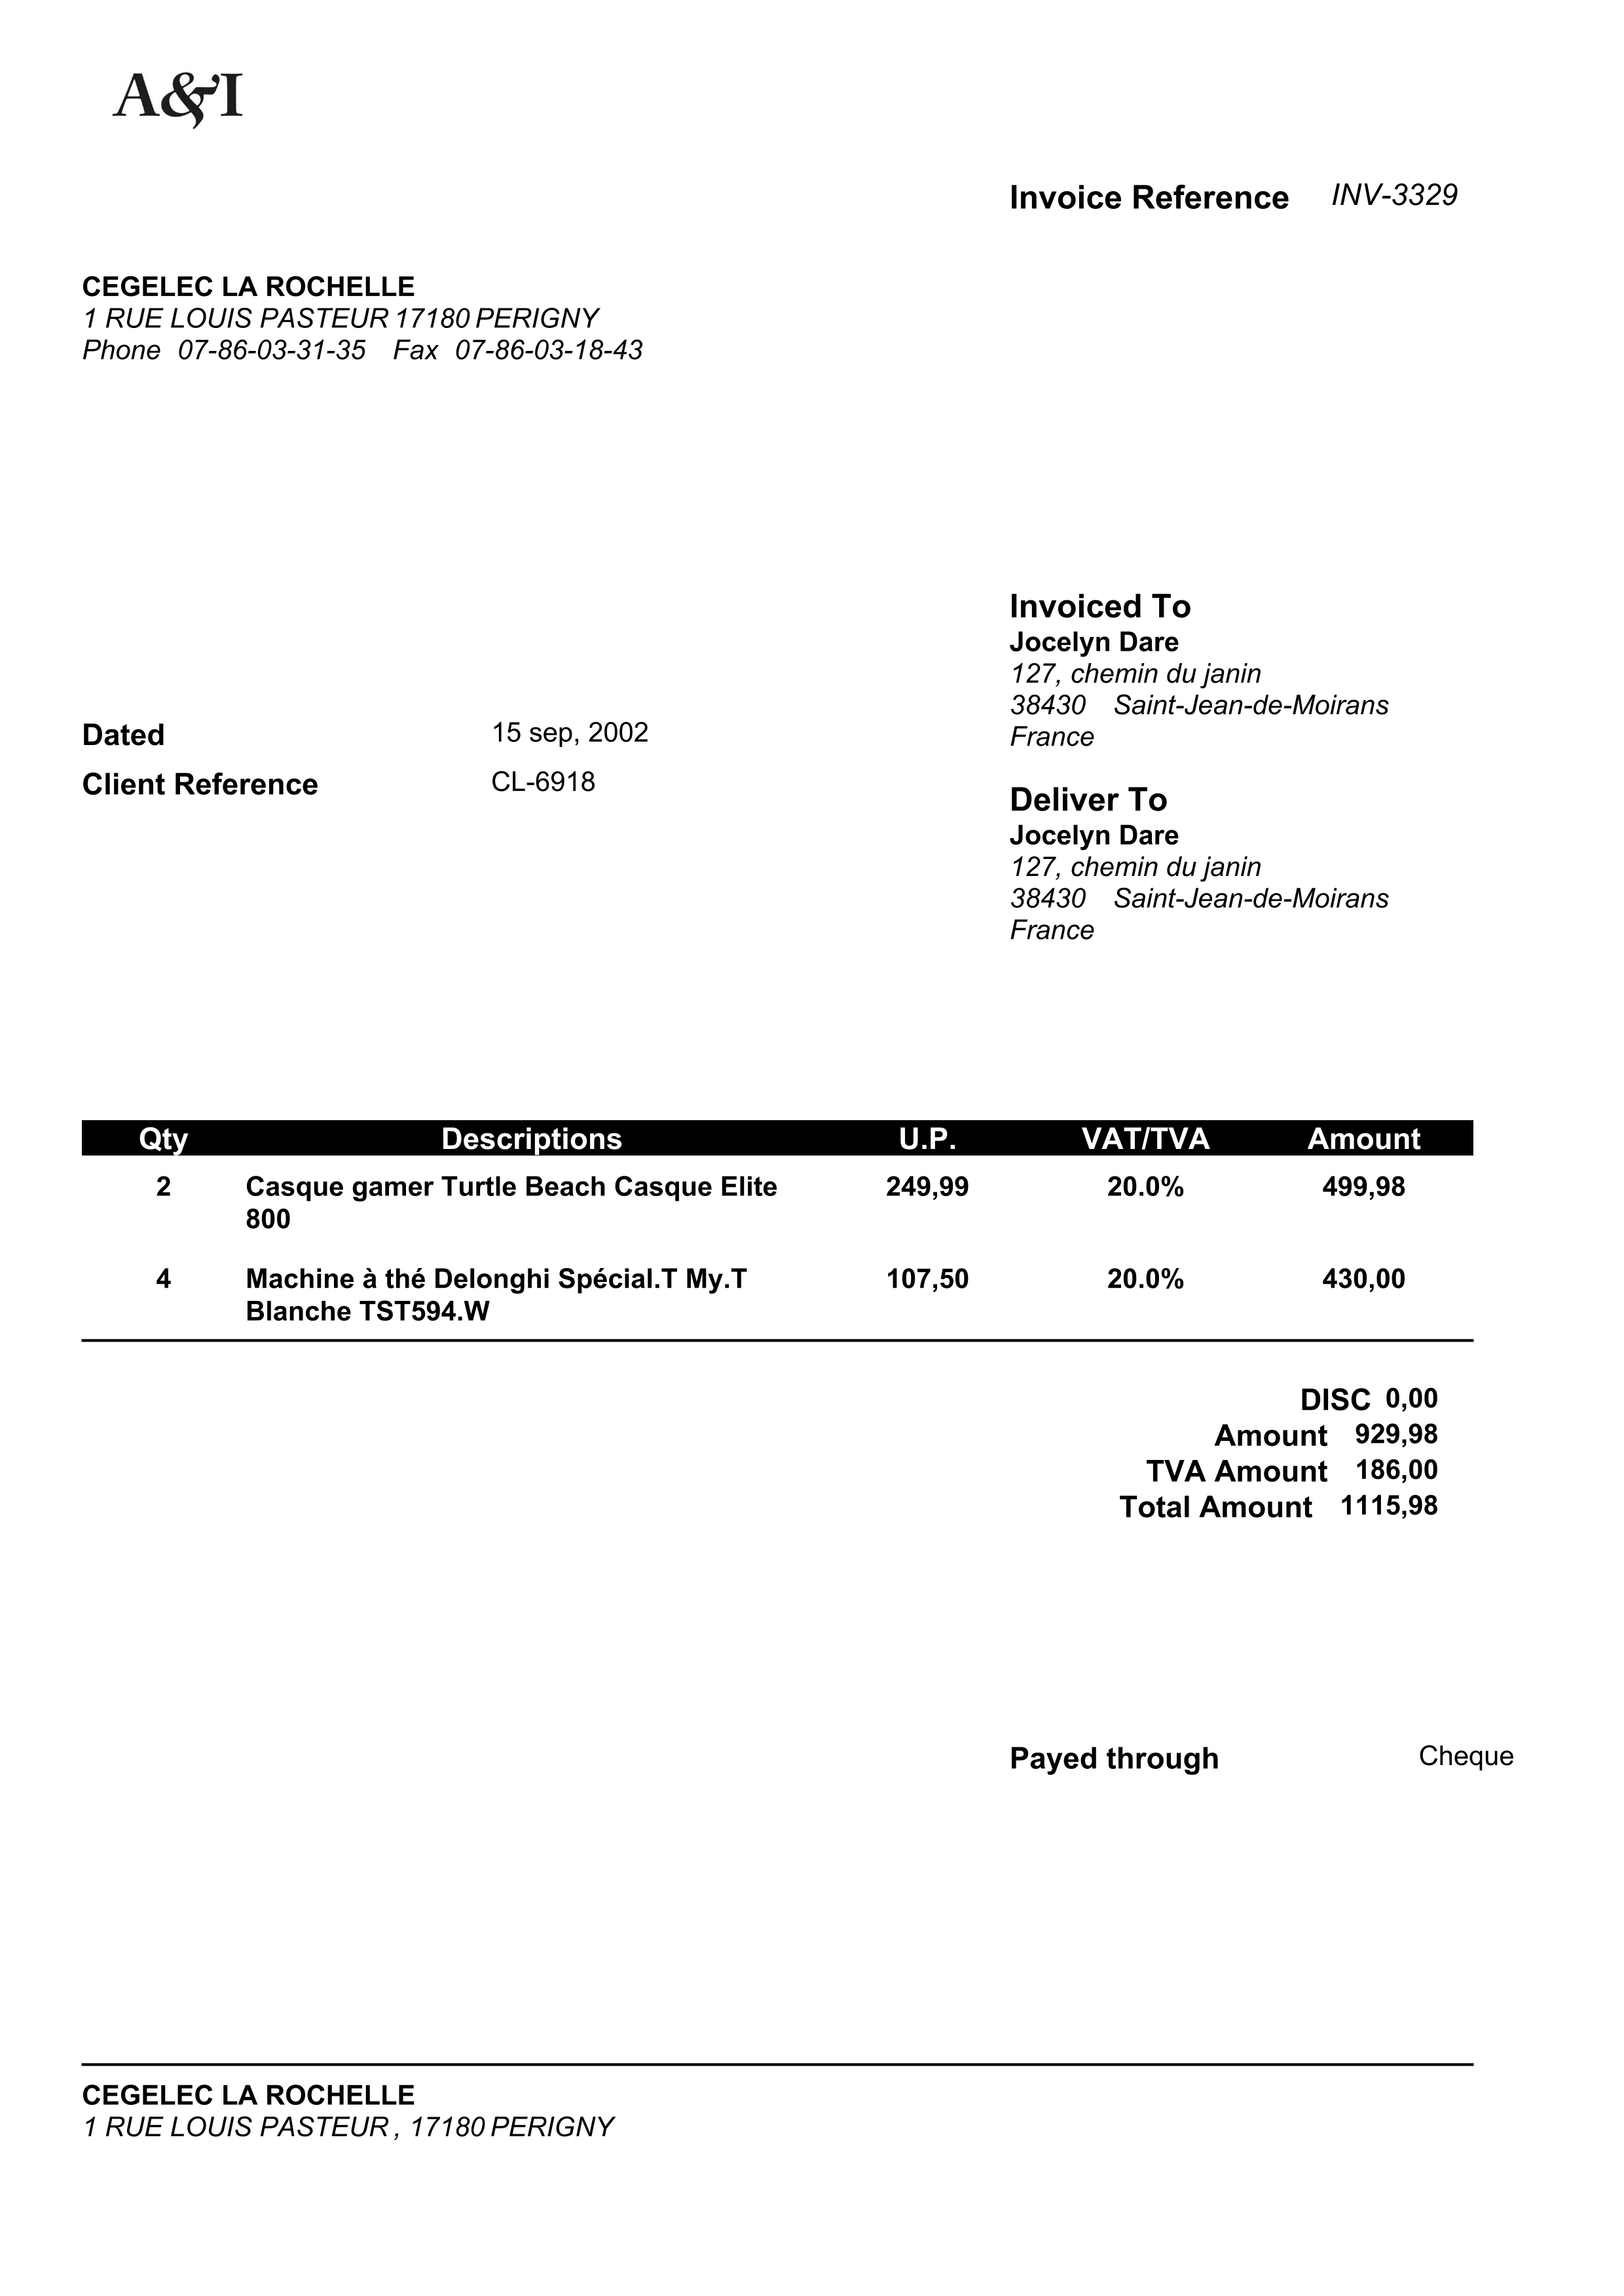 A&I
Invoice Reference INV-3329
CEGELEC LA ROCHELLE
1 RUE LOUIS PASTEUR 17180 PERIGNY
Phone 07-86-03-31-35 Fax 07-86-03-18-43
Invoiced To
Jocelyn Dare
127, chemin du janin
38430 Saint-Jean-de-Moirans
France
Dated 15 sep, 2002
Client Reference CL-6918
Deliver To
Jocelyn Dare
127, chemin du janin
38430 Saint-Jean-de-Moirans
France
Qty Descriptions U.P. VAT/TVA Amount
2 Casque gamer Turtle Beach Casque Elite 249,99 20.0% 499,98
800
4 Machine à thé Delonghi Spécial.T My.T 107,50 20.0% 430,00
Blanche TST594.W
DISC 0,00
Amount 929,98
TVA Amount 186,00
Total Amount 1115,98
Payed through Cheque
CEGELEC LA ROCHELLE
1 RUE LOUIS PASTEUR , 17180 PERIGNY